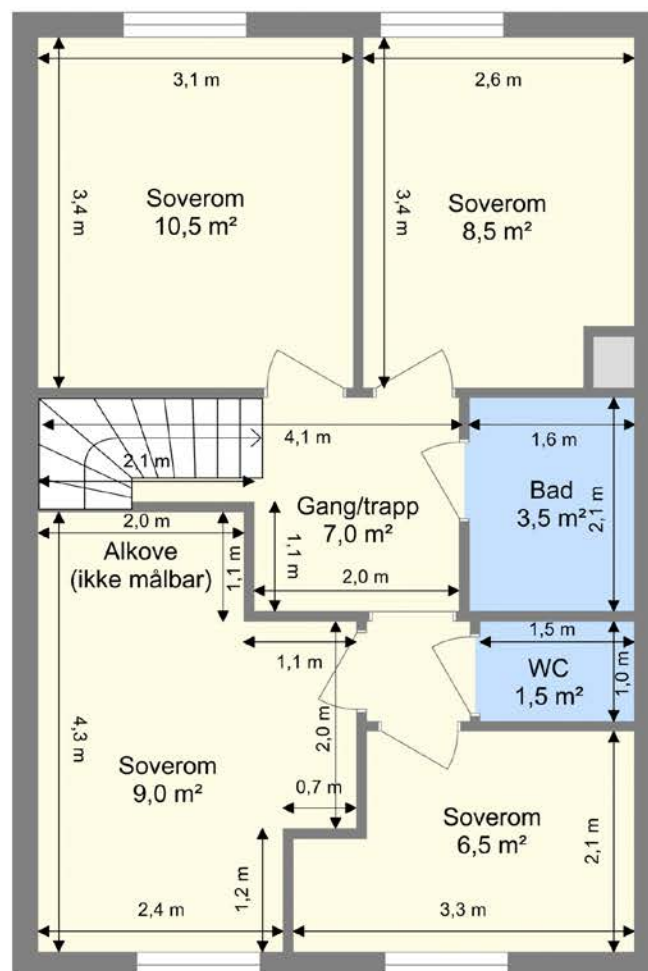 3,1 m
2,6 m
3,4 m
Soverom
10,5 m²
3,4 m
Soverom
8,5 m²
4,1 m
1,6 m
2,1 m
Gang/trapp
7,0 m²
Bad
3,5 m²
2,1 m
2,0 m
Alkove
(ikke målbar)
1,1 m
1,1 m
2,0 m
1,1 m
1,5 m
WC
1,5 m²
1,0 m
4,3 m
2,0 m
Soverom
9,0 m²
0,7 m
Soverom
6,5 m²
2,1 m
1,2 m
2,4 m
3,3 m